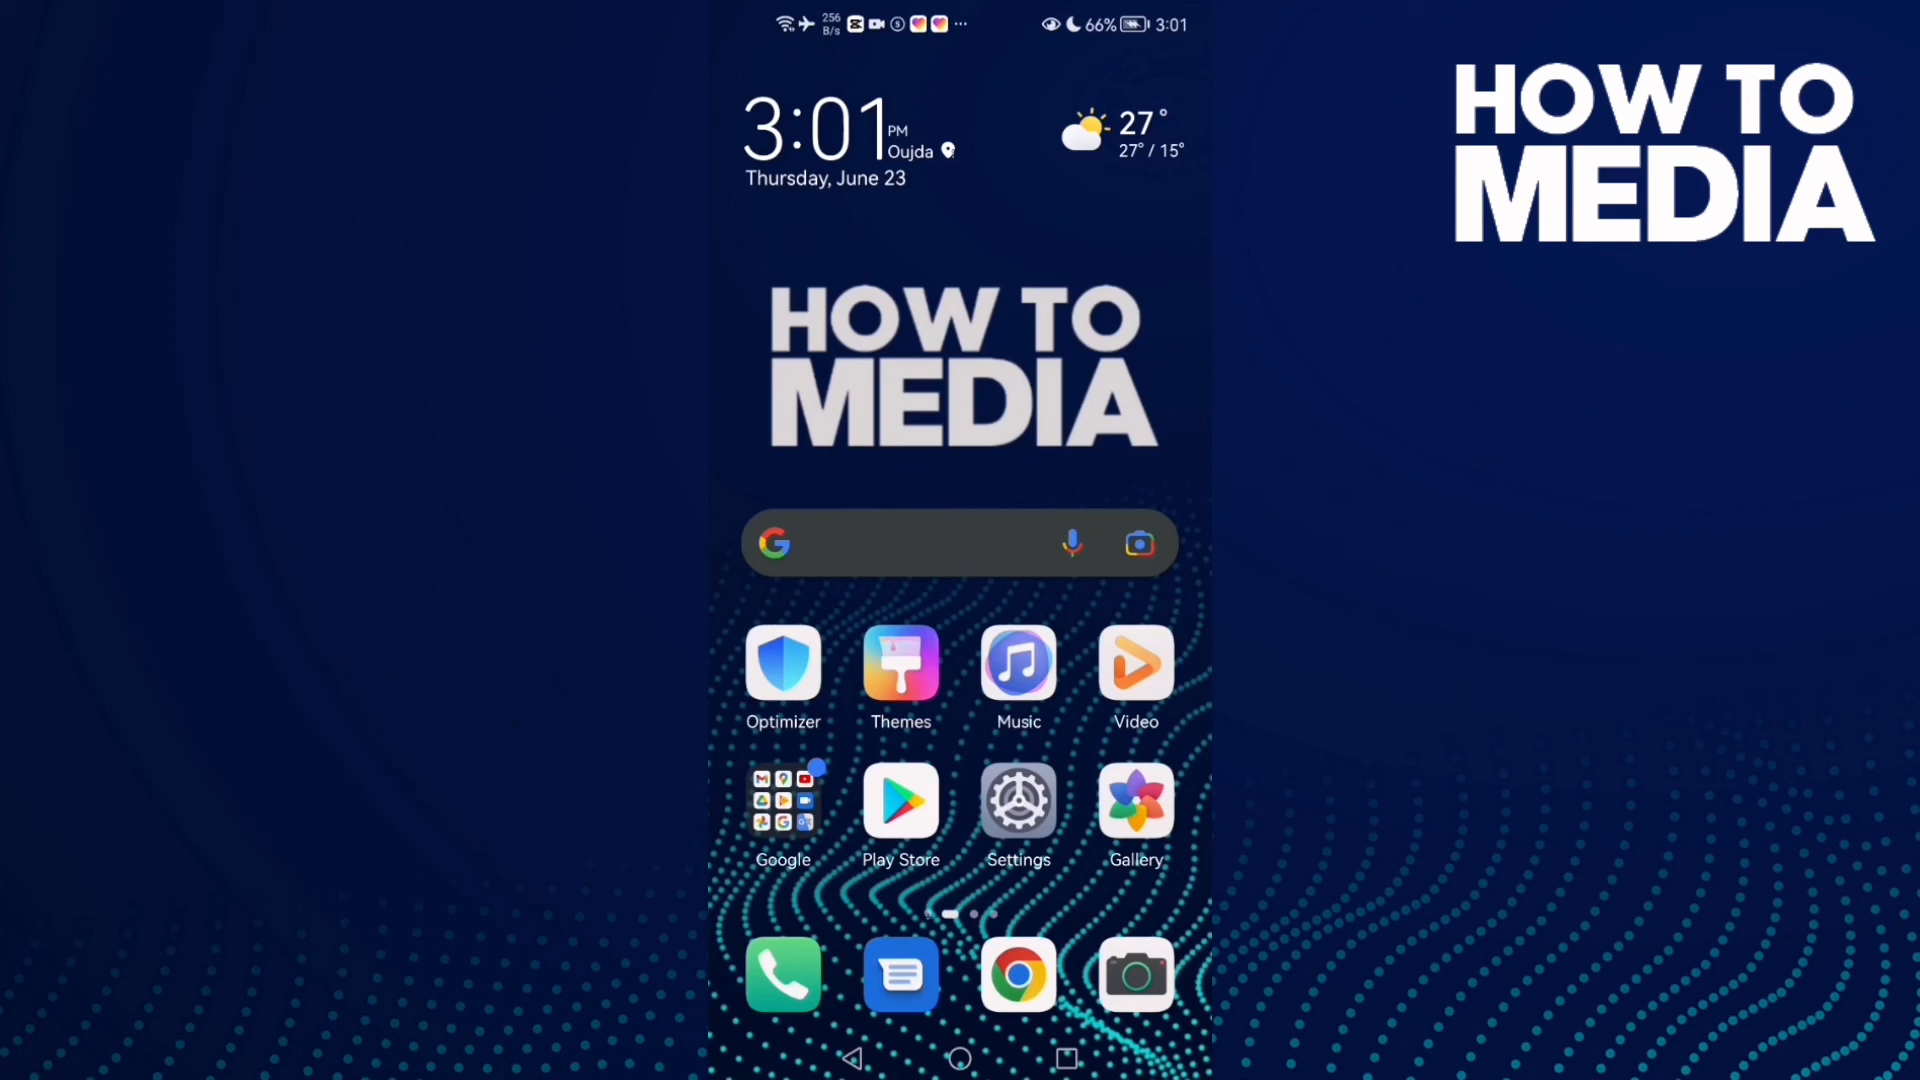 256
B/s
66%
3:01
HOW TO
MEDIA
3:01 PM
Oujda
Thursday, June 23
27°
27° / 15°
HOW TO
MEDIA
Optimizer
Themes
Music
Video
Google
Play Store
Settings
Gallery